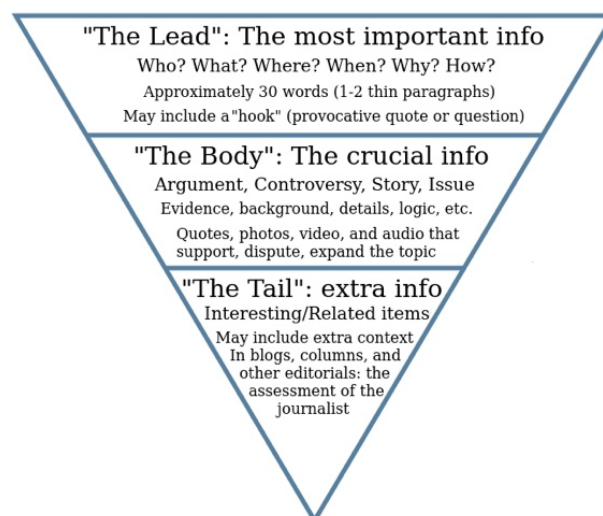 "The Lead": The most important info
Who? What? Where? When? Why? How?
Approximately 30 words (1-2 thin paragraphs)
May include a "hook" (provocative quote or question)
"The Body": The crucial info
Argument, Controversy, Story, Issue
Evidence, background, details, logic, etc.
Quotes, photos, video, and audio that
support, dispute, expand the topic
"The Tail": extra info
Interesting/Related items
May include extra context
In blogs, columns, and
other editorials: the
assessment of the
journalist